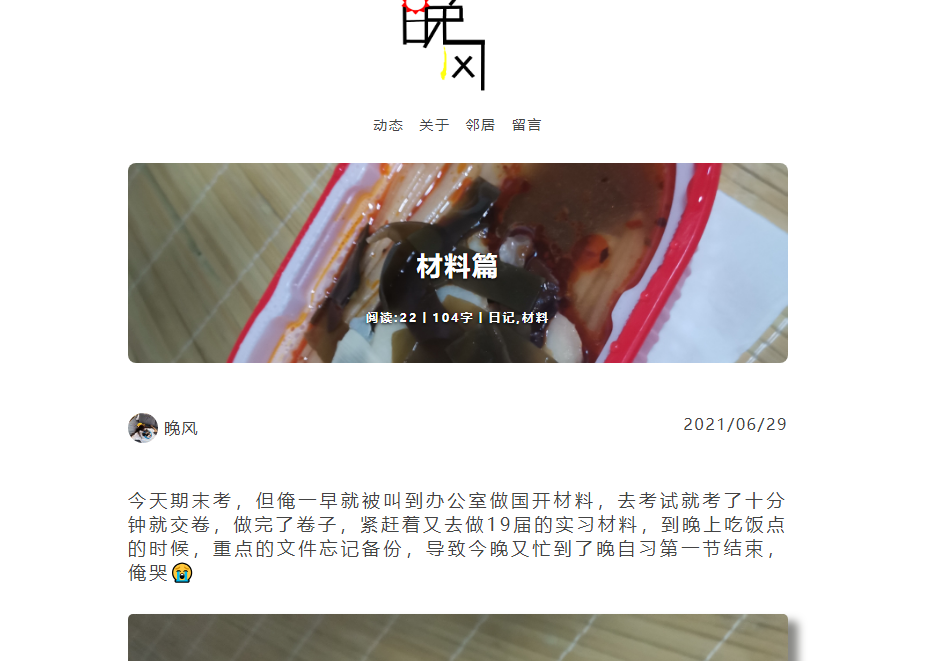 晚风
动态 关于 邻居 留言
材料篇
阅读:22丨104字丨日记,材料
晚风
2021/06/29
今天期末考，但俺一早就被叫到办公室做国开材料，去考试就考了十分
钟就交卷，做完了卷子，紧赶着又去做19届的实习材料，到晚上吃饭点
的时候，重点的文件忘记备份，导致今晚又忙到了晚自习第一节结束，
俺哭😭